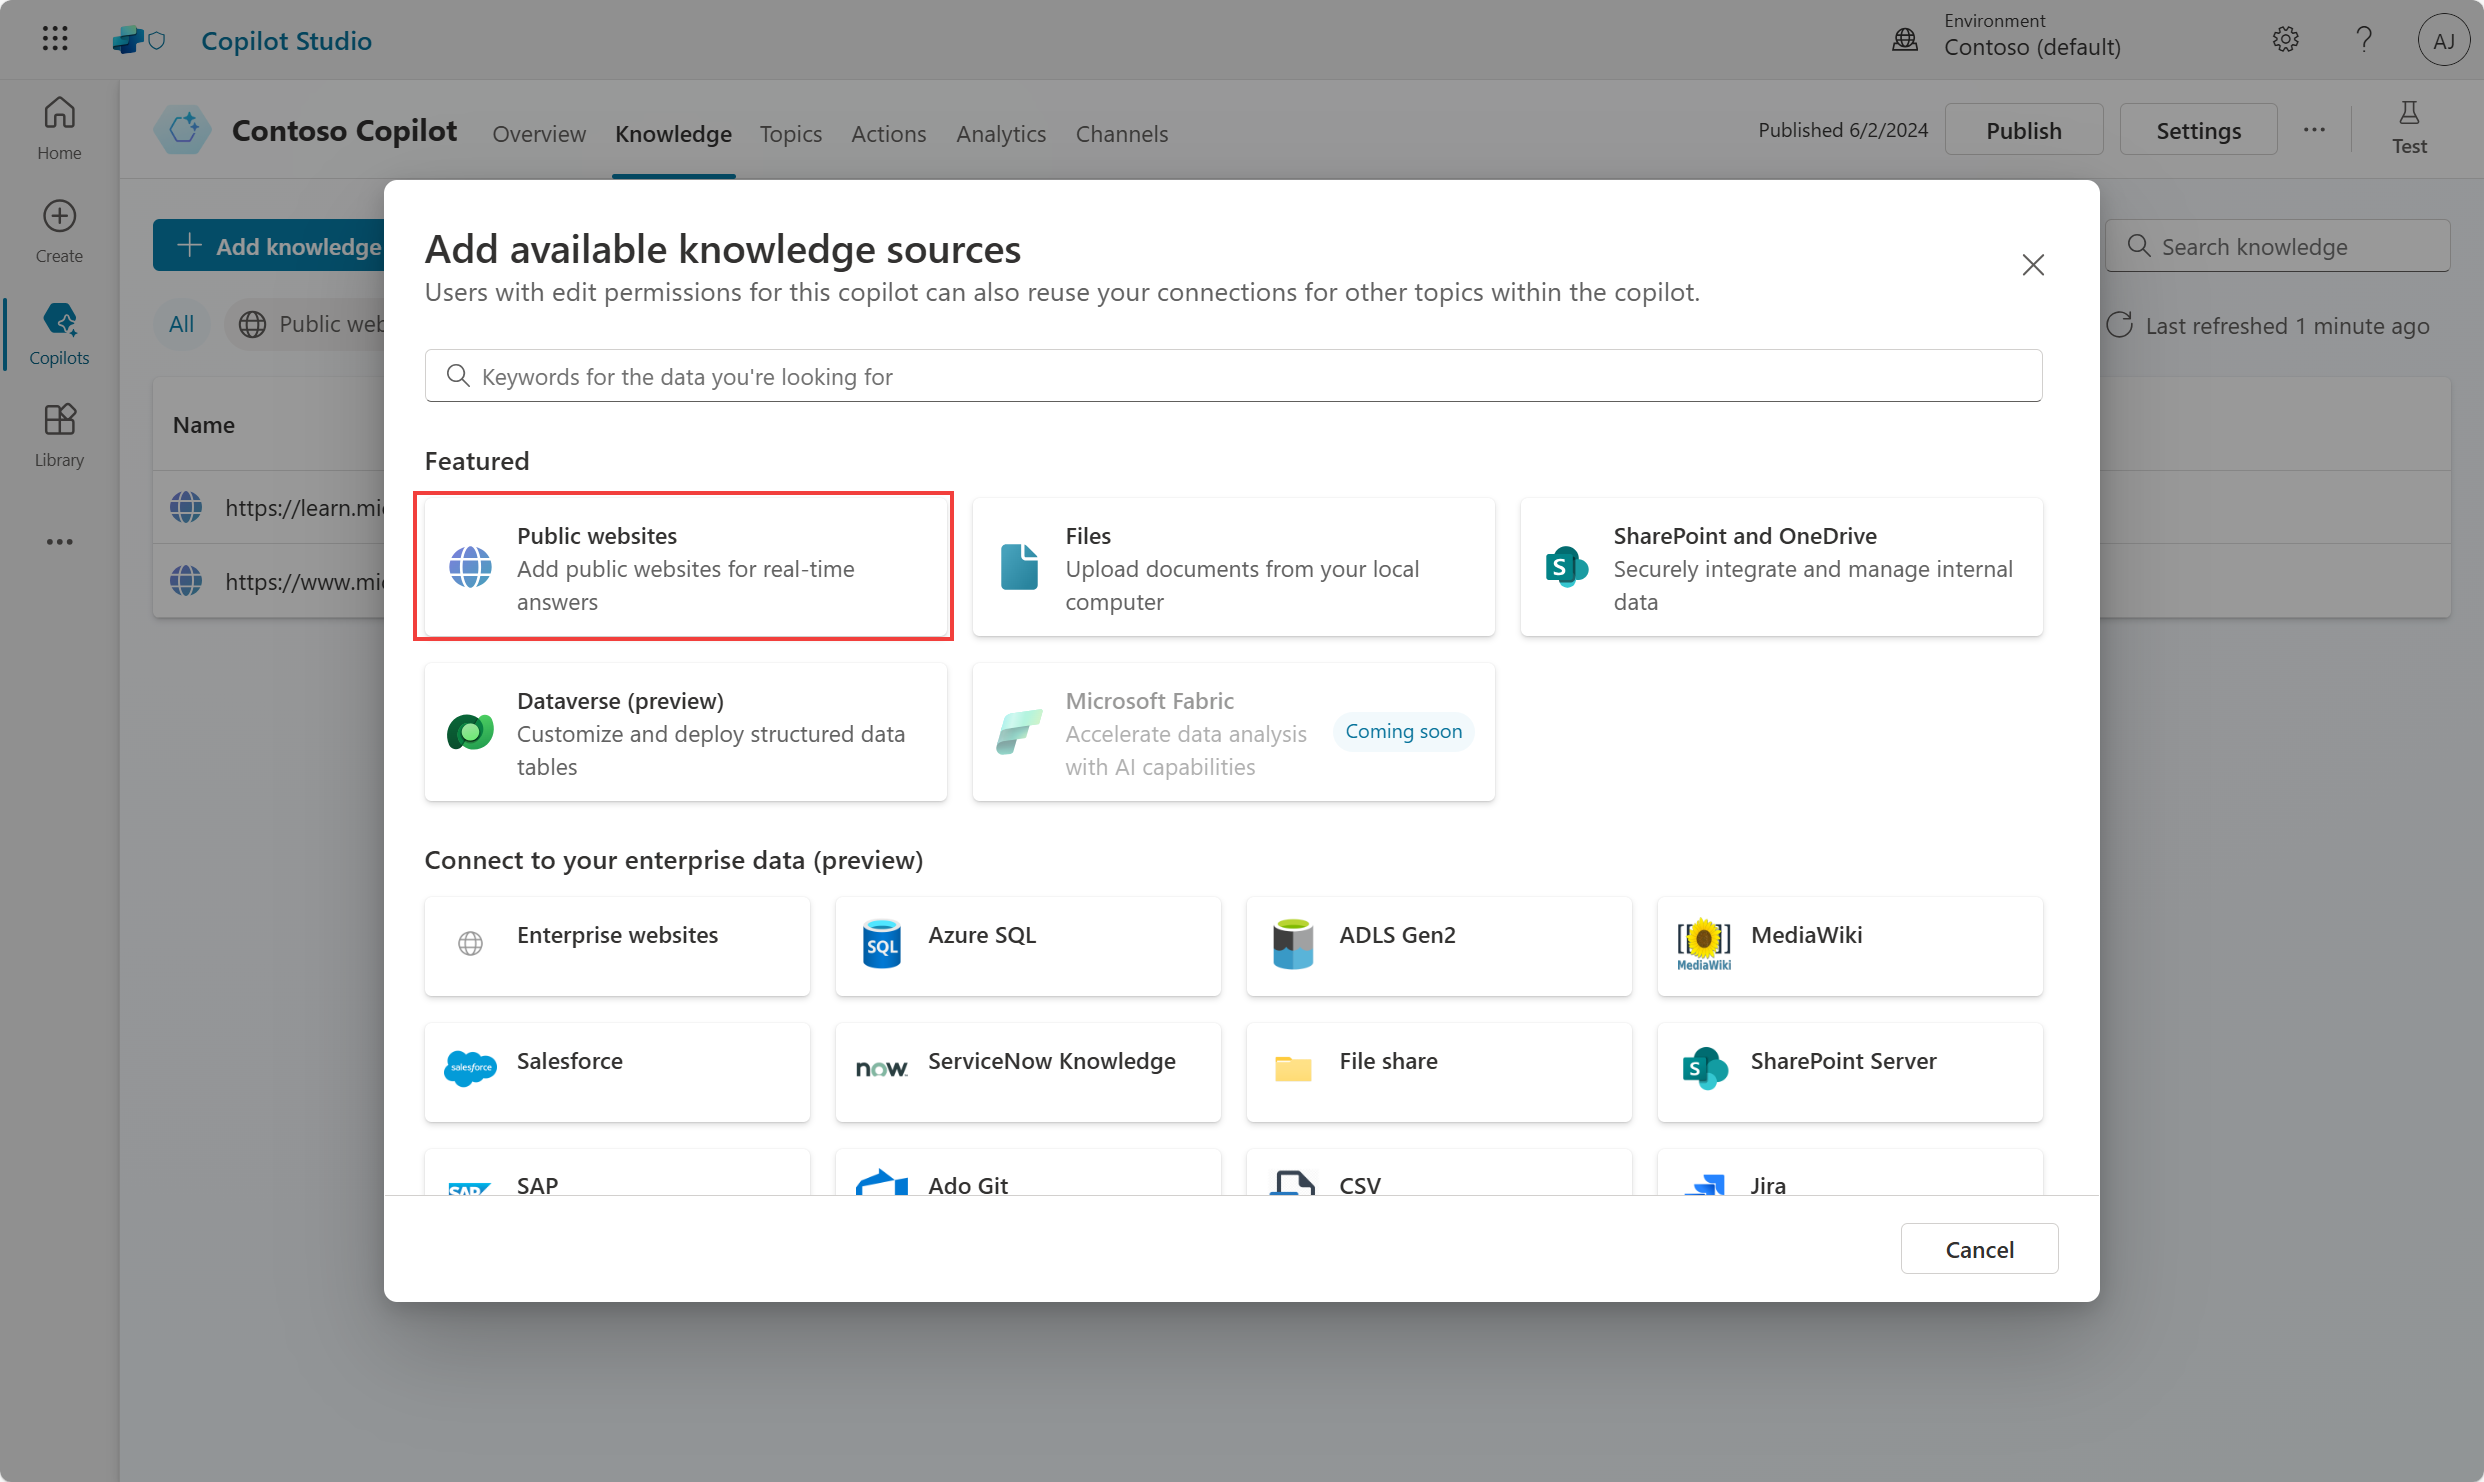 Copilot Studio
Environment
Contoso (default)
AJ
Home
Create
Copilots
Library
Contoso Copilot
Overview
Knowledge
Topics
Actions
Analytics
Channels
Published 6/2/2024
Publish
Settings
Test
Add knowledge
Search knowledge
All
Public web
Last refreshed 1 minute ago
Name
https://learn.mi
https://www.mi
Add available knowledge sources
Users with edit permissions for this copilot can also reuse your connections for other topics within the copilot.
Keywords for the data you're looking for
Featured
Public websites
Add public websites for real-time
answers
Files
Upload documents from your local
computer
SharePoint and OneDrive
Securely integrate and manage internal
data
Dataverse (preview)
Customize and deploy structured data
tables
Microsoft Fabric
Accelerate data analysis
with AI capabilities
Coming soon
Connect to your enterprise data (preview)
Enterprise websites
SQL
Azure SQL
ADLS Gen2
[[ ]]
MediaWiki
MediaWiki
salesforce
Salesforce
now.
ServiceNow Knowledge
File share
S
SharePoint Server
SAP
SAP
Ado Git
CSV
Jira
Cancel